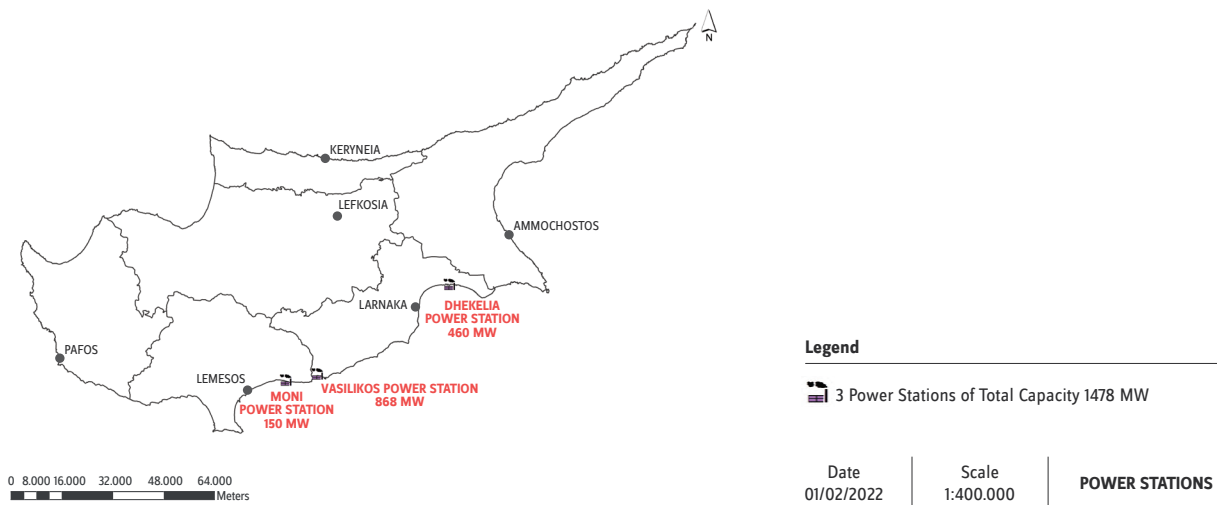 N
KERYNEIA
LEFKOSIA
AMMOCHOSTOS
LARNAKA
DHEKELIA
POWER STATION
460 MW
PAFOS
LEMESOS
MONI
POWER STATION
150 MW
VASILIKOS POWER STATION
868 MW
Legend
3 Power Stations of Total Capacity 1478 MW
0 8.000 16.000 32.000 48.000 64.000
Meters
Date
01/02/2022
Scale
1:400.000
POWER STATIONS